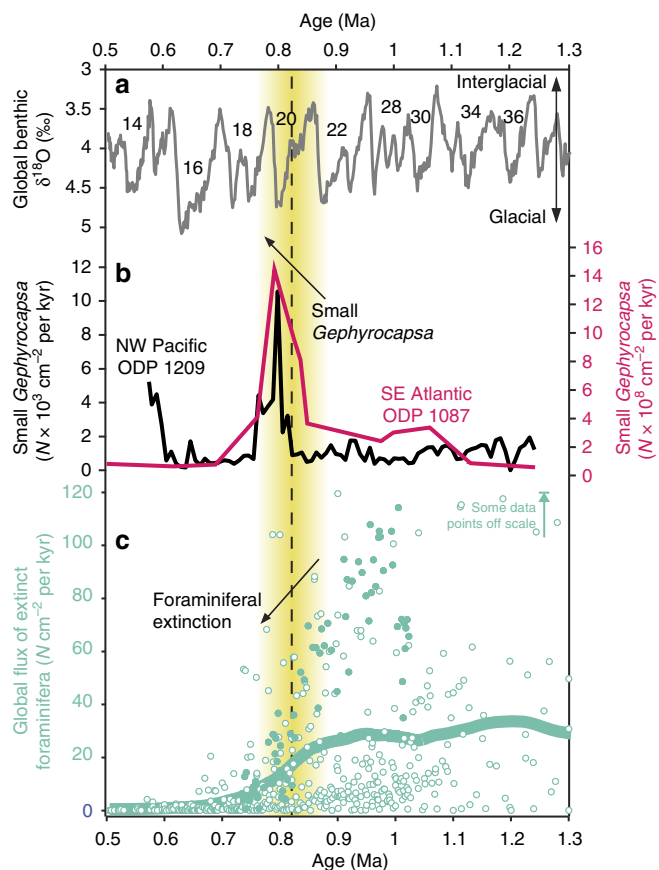 Age (Ma)
0.5 0.6 0.7 0.8 0.9 1 1.1 1.2 1.3
a
Global benthic
δ¹⁸O (‰)
3
3.5
4
4.5
5
14
16
18
20
22
28
30
34
36
Interglacial
Glacial
b
Small Gephyrocapsa
(N × 10³ cm⁻² per kyr)
12
10
8
6
4
2
0
NW Pacific
ODP 1209
Small
Gephyrocapsa
SE Atlantic
ODP 1087
16
14
12
10
8
6
4
2
0
Small Gephyrocapsa
(N × 10⁸ cm⁻² per kyr)
c
Global flux of extinct
foraminifera (N cm⁻² per kyr)
120
100
80
60
40
20
0
Foraminiferal
extinction
Some data
points off scale
0.5 0.6 0.7 0.8 0.9 1 1.1 1.2 1.3
Age (Ma)